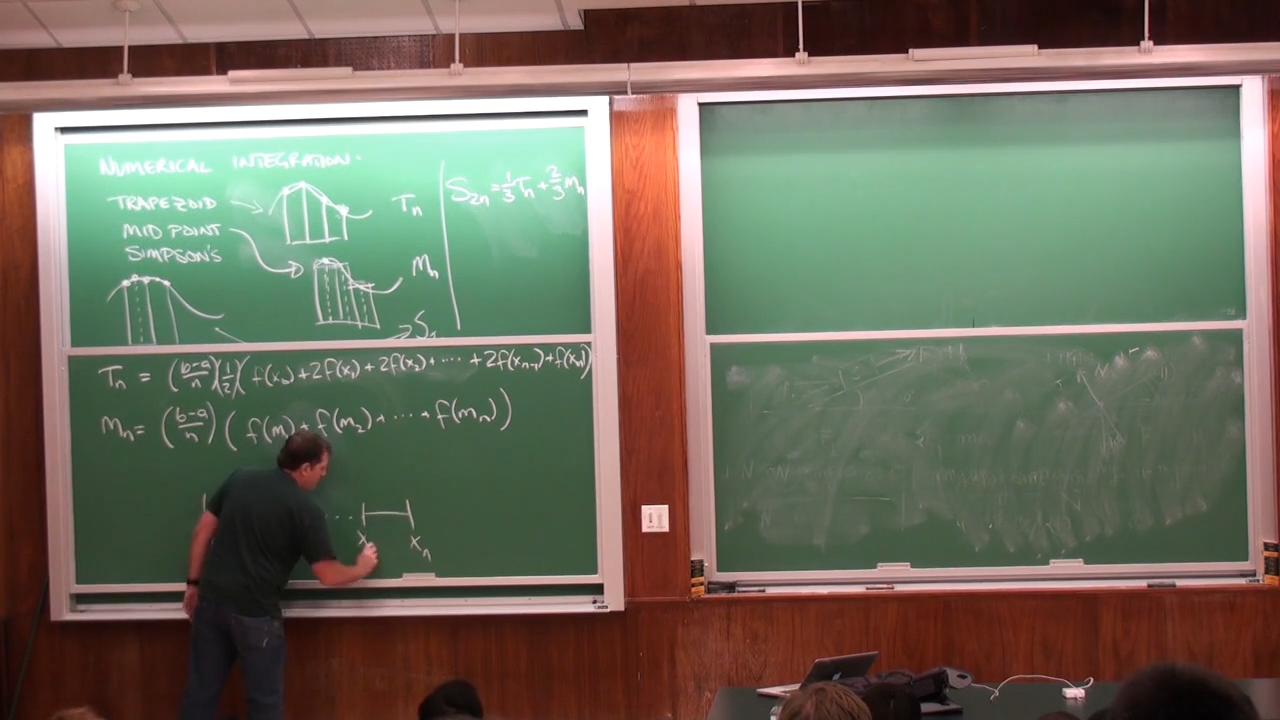 NUMERICAL INTEGRATION.
TRAPEZOID
Tₙ
MID POINT
SIMPSON'S
Mₙ
S₂ₙ = 1/3 Tₙ + 2/3 Mₙ
Tₙ = ((b-a)/n)(1/2)(f(x₀)+2f(x₁)+2f(x₂)+ ···· + 2f(xₙ₋₁)+f(xₙ))
Mₙ = ((b-a)/n)(f(m₁)+f(m₂)+ ··· + f(mₙ))
···
x
xₙ